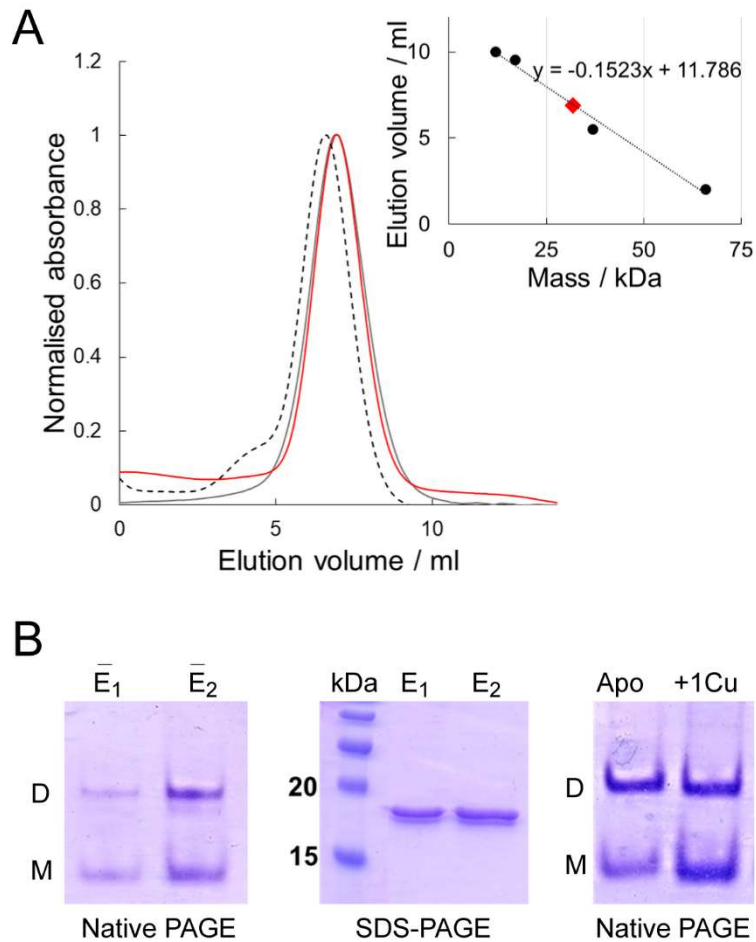 A
1.2
1
0.8
0.6
0.4
0.2
0
0 5 10
Normalised absorbance
Elution volume / ml
10
5
0
0 25 50 75
Elution volume / ml
Mass / kDa
y = -0.1523x + 11.786
B
E̅1 E̅2
D
M
Native PAGE
kDa E1 E2
20
15
SDS-PAGE
Apo +1Cu
D
M
Native PAGE